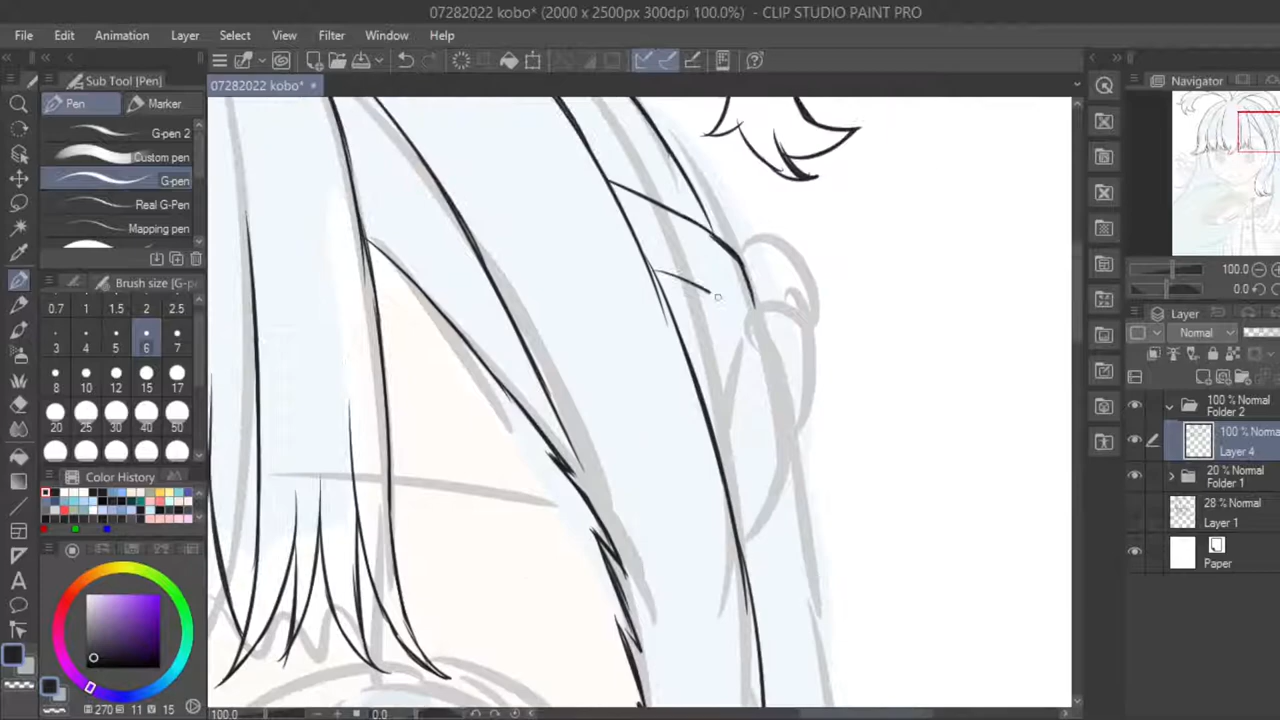 07282022 kobo* (2000 x 2500px 300dpi 100.0%) - CLIP STUDIO PAINT PRO
File Edit Animation Layer Select View Filter Window Help
Sub Tool [Pen]
07282022 kobo*
Navigator
Pen Marker
G-pen 2
Custom pen
G-pen
Real G-Pen
Mapping pen
Brush size [G-p
0.7 1 1.5 2 2.5
3 4 5 6 7
8 10 12 15 17
20 25 30 40 50
Color History
270 11 15
100.0 0.0
100.0
0.0
Layer
Normal
100 % Normal
Folder 2
100 % Norma
Layer 4
20 % Normal
Folder 1
28 % Normal
Layer 1
Paper